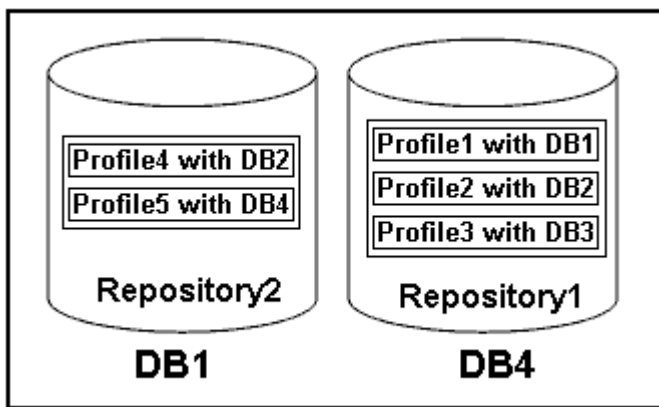 Profile4 with DB2
Profile5 with DB4
Repository2
DB1
Profile1 with DB1
Profile2 with DB2
Profile3 with DB3
Repository1
DB4